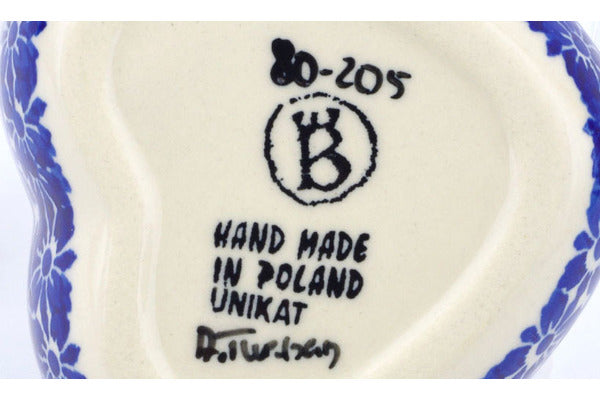 80-205
B
HAND MADE
IN POLAND
UNIKAT